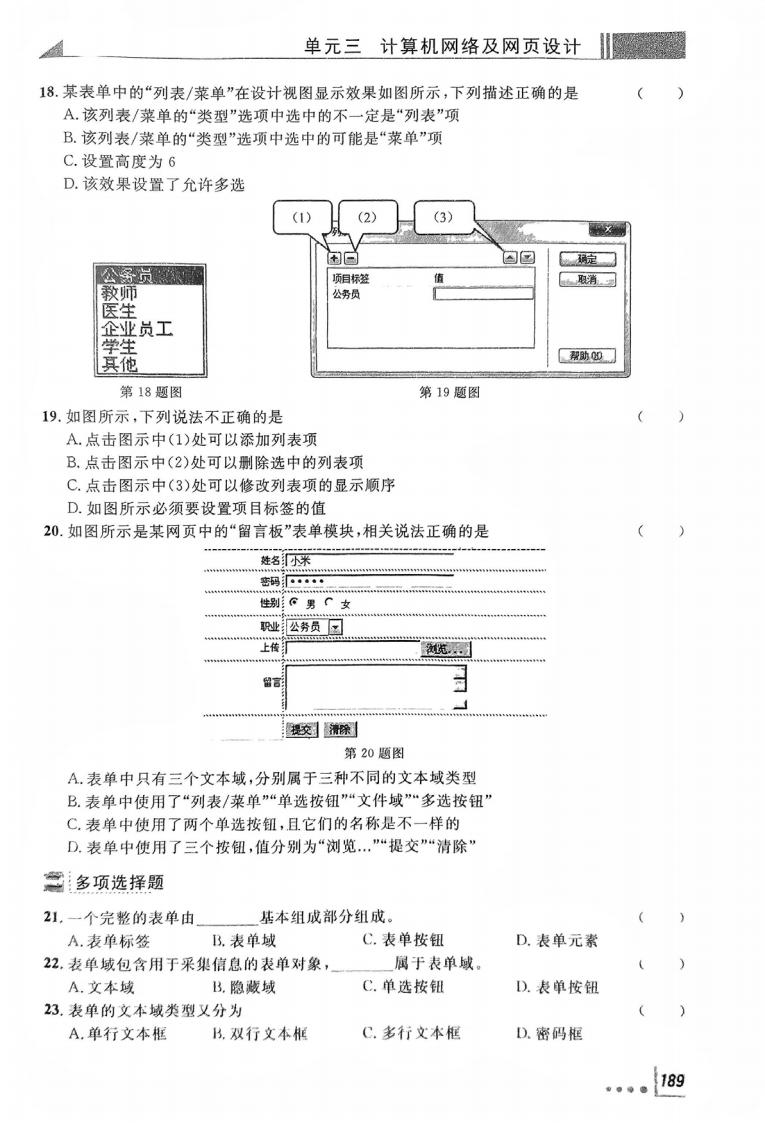 单元三 计算机网络及网页设计
18.某表单中的“列表/菜单”在设计视图显示效果如图所示,下列描述正确的是 ( )
A.该列表/菜单的“类型”选项中选中的不一定是“列表”项
B.该列表/菜单的“类型”选项中选中的可能是“菜单”项
C.设置高度为 6
D.该效果设置了允许多选
(1) (2) (3)
确定
项目标签 值 取消
公务员
帮助(H)
公务员
教师
医生
企业员工
学生
其他
第 18 题图 第 19 题图
19.如图所示,下列说法不正确的是 ( )
A.点击图示中(1)处可以添加列表项
B.点击图示中(2)处可以删除选中的列表项
C.点击图示中(3)处可以修改列表项的显示顺序
D.如图所示必须要设置项目标签的值
20.如图所示是某网页中的“留言板”表单模块,相关说法正确的是 ( )
姓名 小米
密码 •••••
性别 男 女
职业 公务员
上传 浏览...
留言
提交 清除
第 20 题图
A.表单中只有三个文本域,分别属于三种不同的文本域类型
B.表单中使用了“列表/菜单”“单选按钮”“文件域”“多选按钮”
C.表单中使用了两个单选按钮,且它们的名称是不一样的
D.表单中使用了三个按钮,值分别为“浏览...”“提交”“清除”
二 多项选择题
21.一个完整的表单由________基本组成部分组成。 ( )
A.表单标签 B.表单域 C.表单按钮 D.表单元素
22.表单域包含用于采集信息的表单对象,________属于表单域。 ( )
A.文本域 B.隐藏域 C.单选按钮 D.表单按钮
23.表单的文本域类型又分为 ( )
A.单行文本框 B.双行文本框 C.多行文本框 D.密码框
189